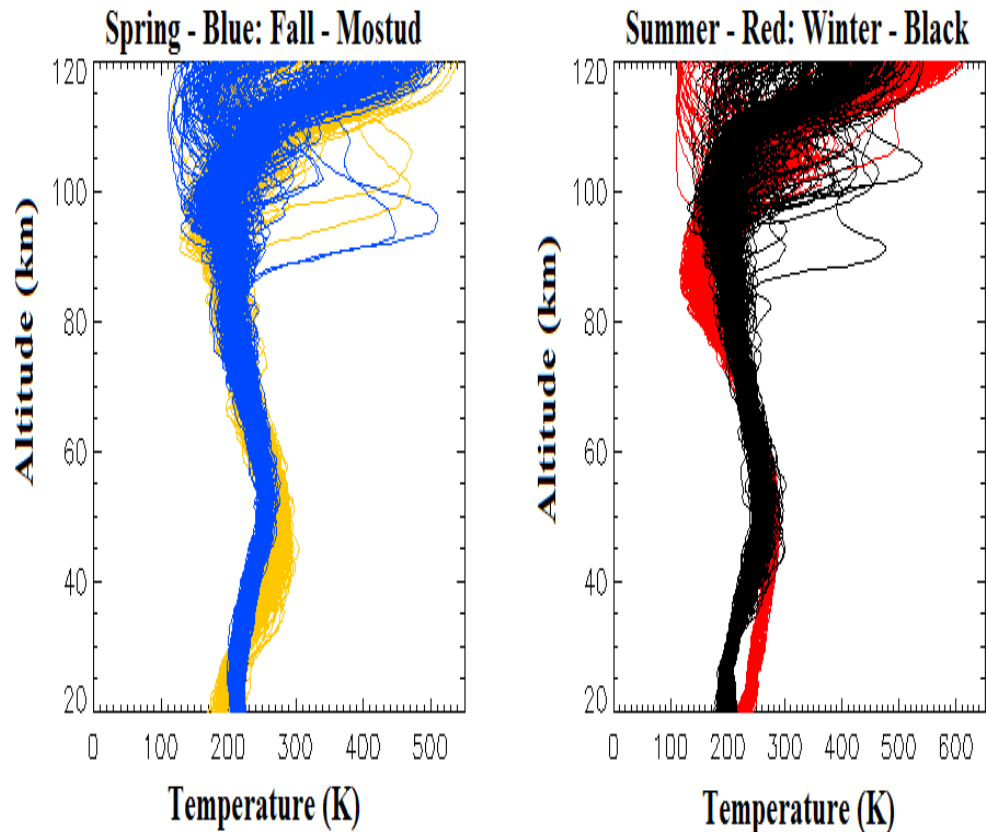 Spring - Blue: Fall - Mostud
Summer - Red: Winter - Black
120
100
80
60
40
20
Altitude (km)
0 100 200 300 400 500
Temperature (K)
120
100
80
60
40
20
Altitude (km)
0 100 200 300 400 500 600
Temperature (K)